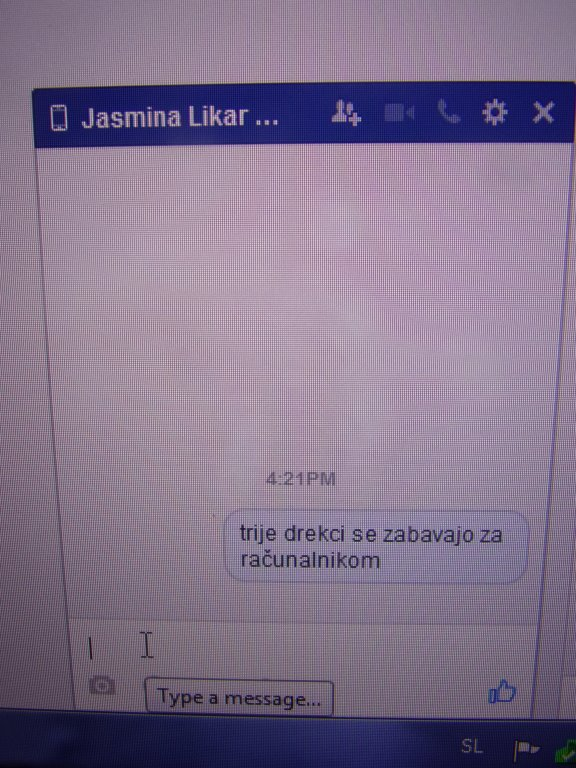 Jasmina Likar ...
4:21PM
trije drekci se zabavajo za
računalnikom
Type a message...
SL